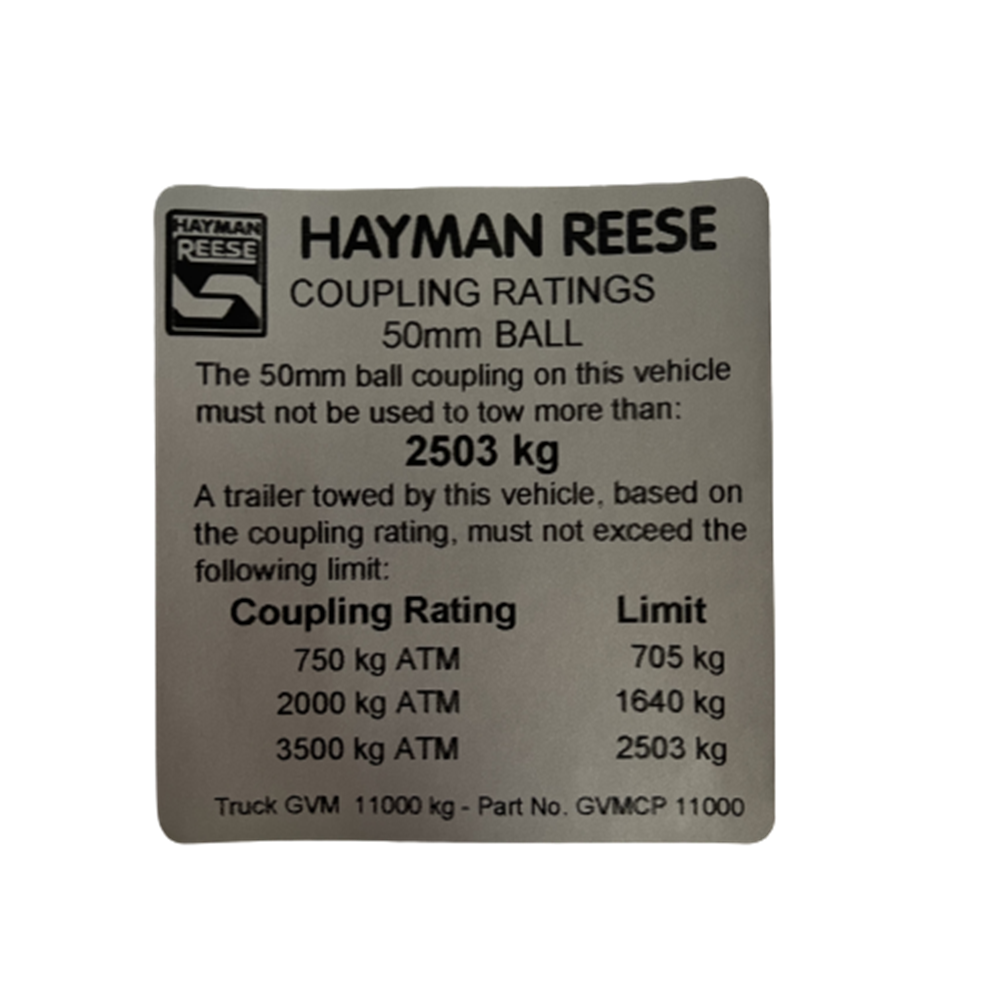 HAYMAN
REESE
HAYMAN REESE
COUPLING RATINGS
50mm BALL
The 50mm ball coupling on this vehicle
must not be used to tow more than:
2503 kg
A trailer towed by this vehicle, based on
the coupling rating, must not exceed the
following limit:
Coupling Rating Limit
750 kg ATM 705 kg
2000 kg ATM 1640 kg
3500 kg ATM 2503 kg
Truck GVM 11000 kg - Part No. GVMCP 11000